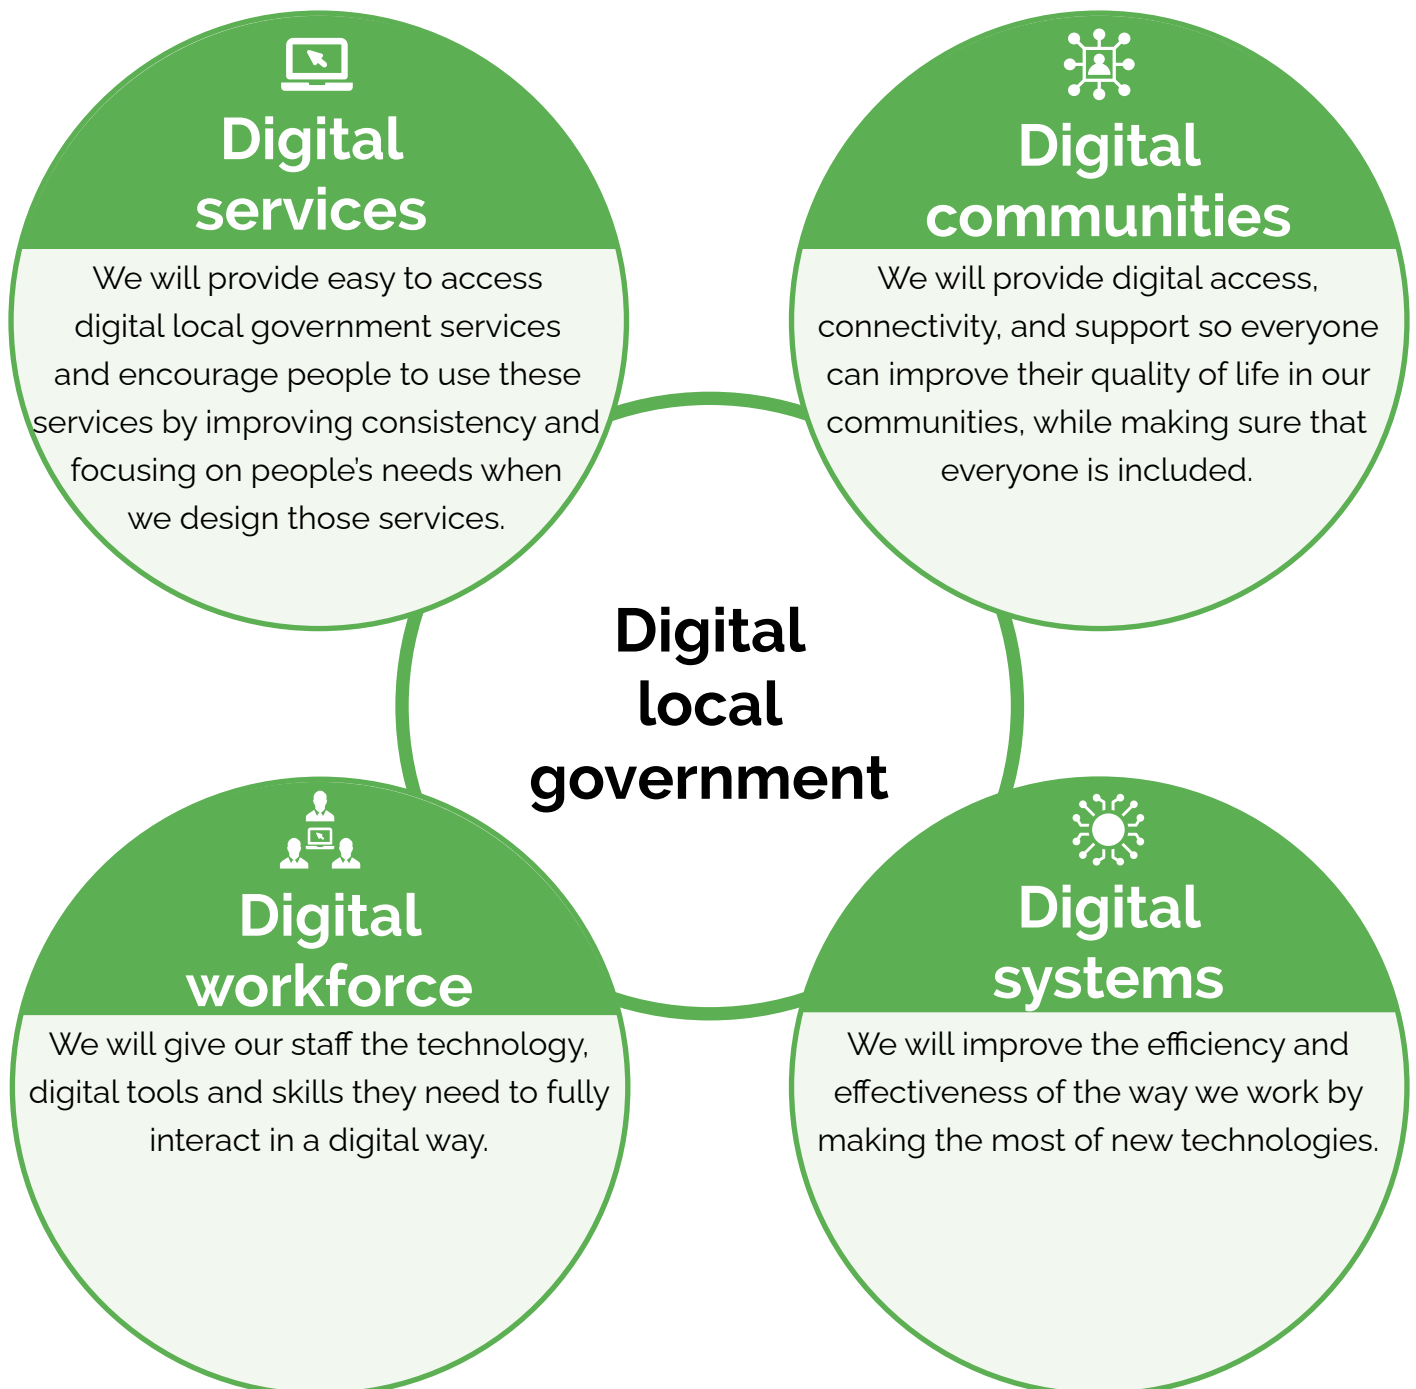 Digital
services
We will provide easy to access
digital local government services
and encourage people to use these
services by improving consistency and
focusing on people's needs when
we design those services.
Digital
communities
We will provide digital access,
connectivity, and support so everyone
can improve their quality of life in our
communities, while making sure that
everyone is included.
Digital
local
government
Digital
workforce
We will give our staff the technology,
digital tools and skills they need to fully
interact in a digital way.
Digital
systems
We will improve the efficiency and
effectiveness of the way we work by
making the most of new technologies.